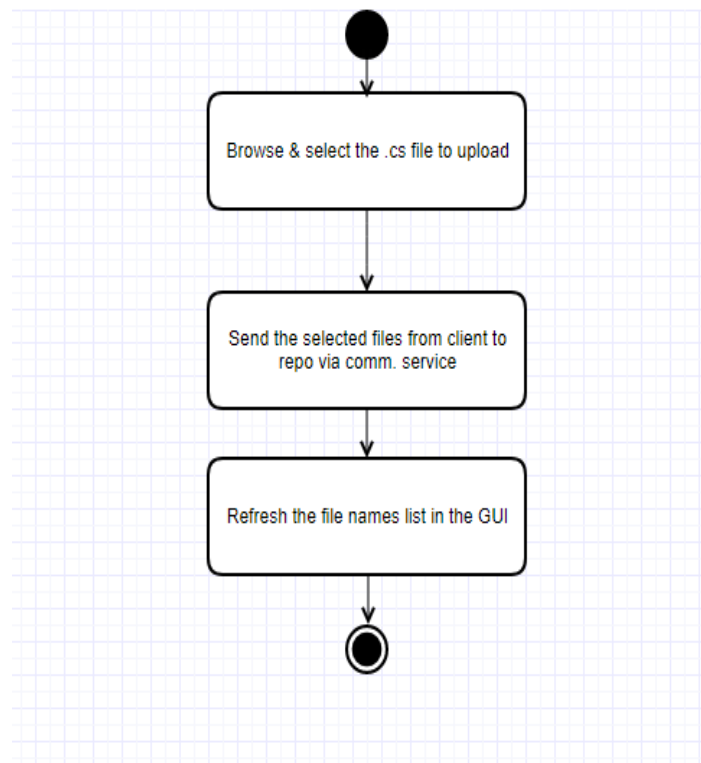 Browse & select the .cs file to upload
Send the selected files from client to
repo via comm. service
Refresh the file names list in the GUI